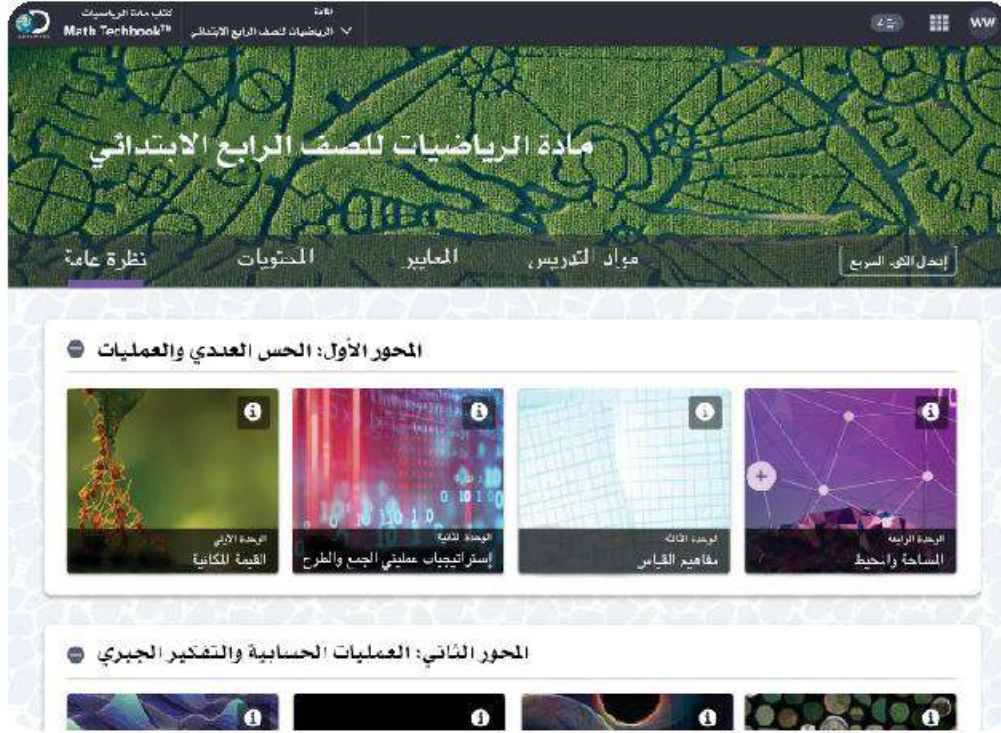 كتاب مادة الرياضيات
Math Techbook™
الرياضيات للصف الرابع الابتدائي
WW
مادة الرياضيات للصف الرابع الابتدائي
نظرة عامة
المحتويات
المعايير
مواد التدريس
إدخال الكود السريع
المحور الأول: الحس العددي والعمليات
الوحدة الأولى
القيمة المكانية
الوحدة الثانية
إستراتيجيات عمليتي الجمع والطرح
الوحدة الثالثة
مفاهيم القياس
الوحدة الرابعة
المساحة والمحيط
المحور الثاني: العمليات الحسابية والتفكير الجبري